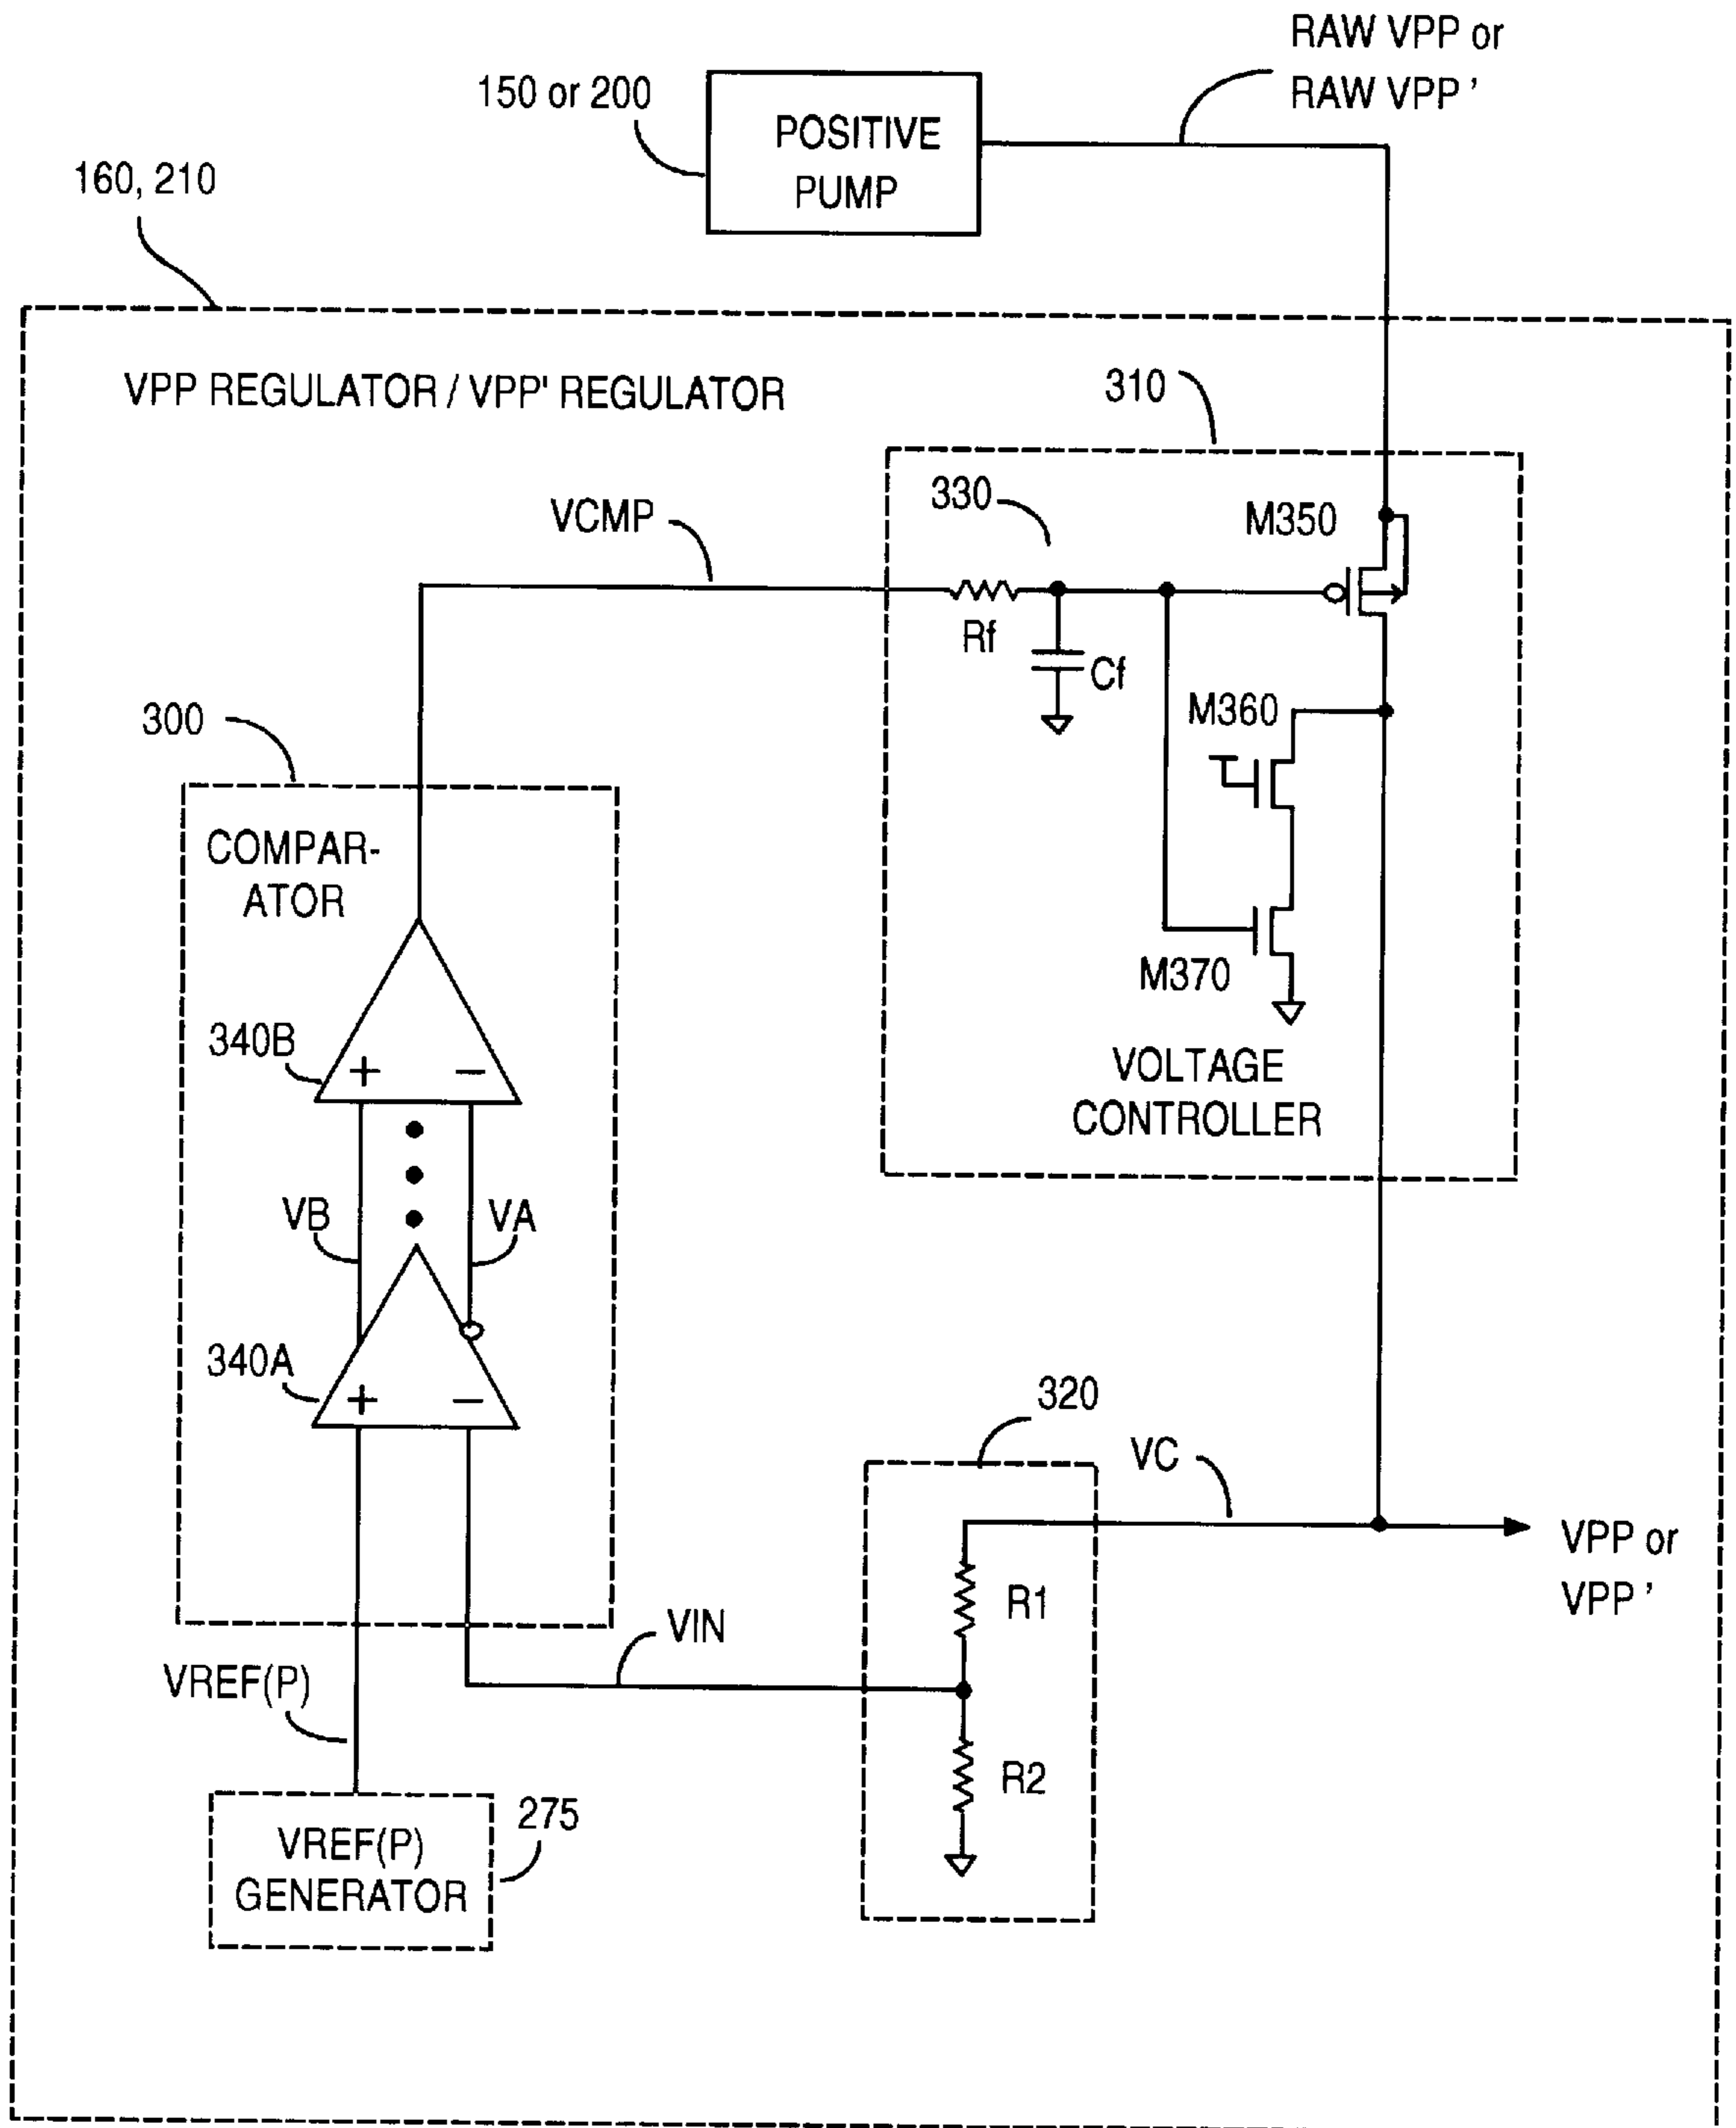 RAW VPP or
RAW VPP '
150 or 200
POSITIVE
PUMP
160, 210
VPP REGULATOR / VPP' REGULATOR
310
330
M350
VCMP
Rf
Cf
M360
300
COMPAR-
ATOR
M370
340B
+ −
VOLTAGE
CONTROLLER
VB
VA
340A
+ −
320
VC
VPP or
VPP '
R1
VIN
VREF(P)
R2
275
VREF(P)
GENERATOR